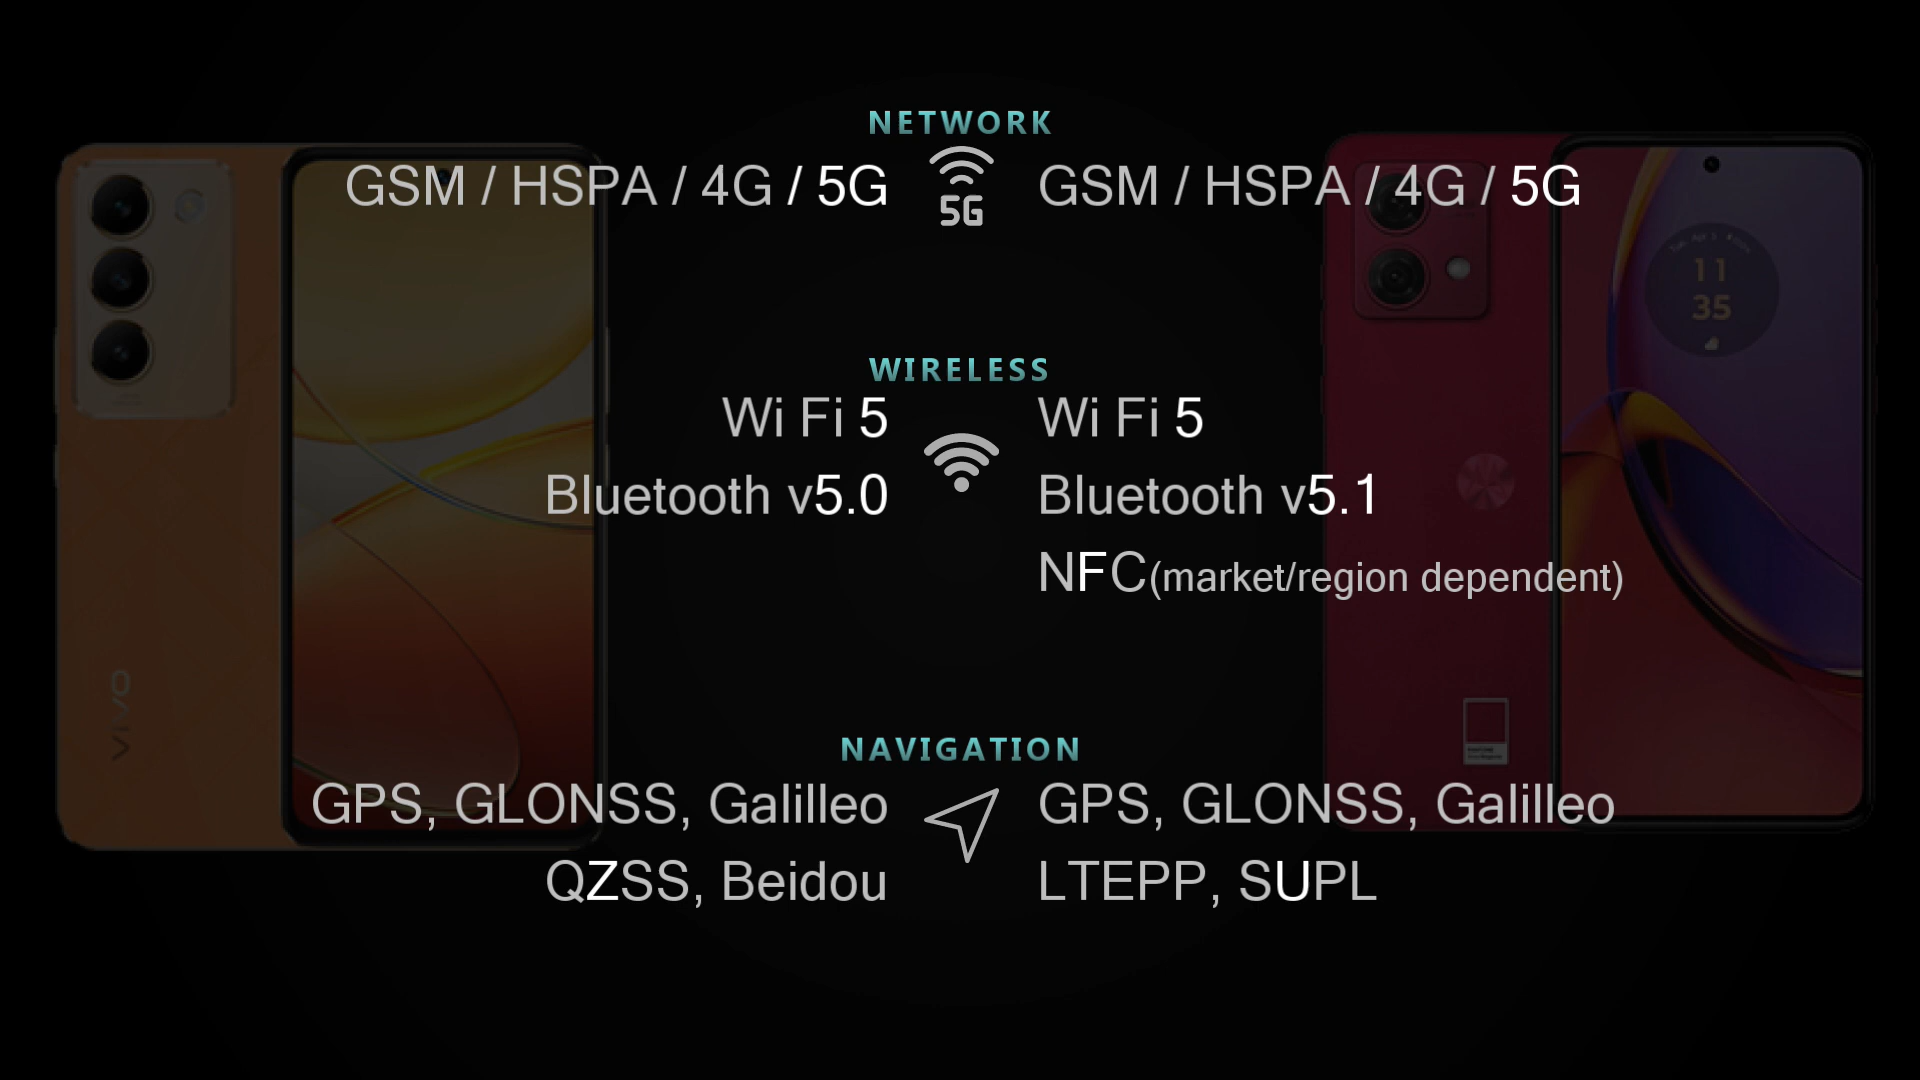 NETWORK
GSM / HSPA / 4G / 5G
5G
GSM / HSPA / 4G / 5G
WIRELESS
Wi Fi 5
Bluetooth v5.0
Wi Fi 5
Bluetooth v5.1
NFC(market/region dependent)
NAVIGATION
GPS, GLONSS, Galilleo
QZSS, Beidou
GPS, GLONSS, Galilleo
LTEPP, SUPL
vivo
11
35